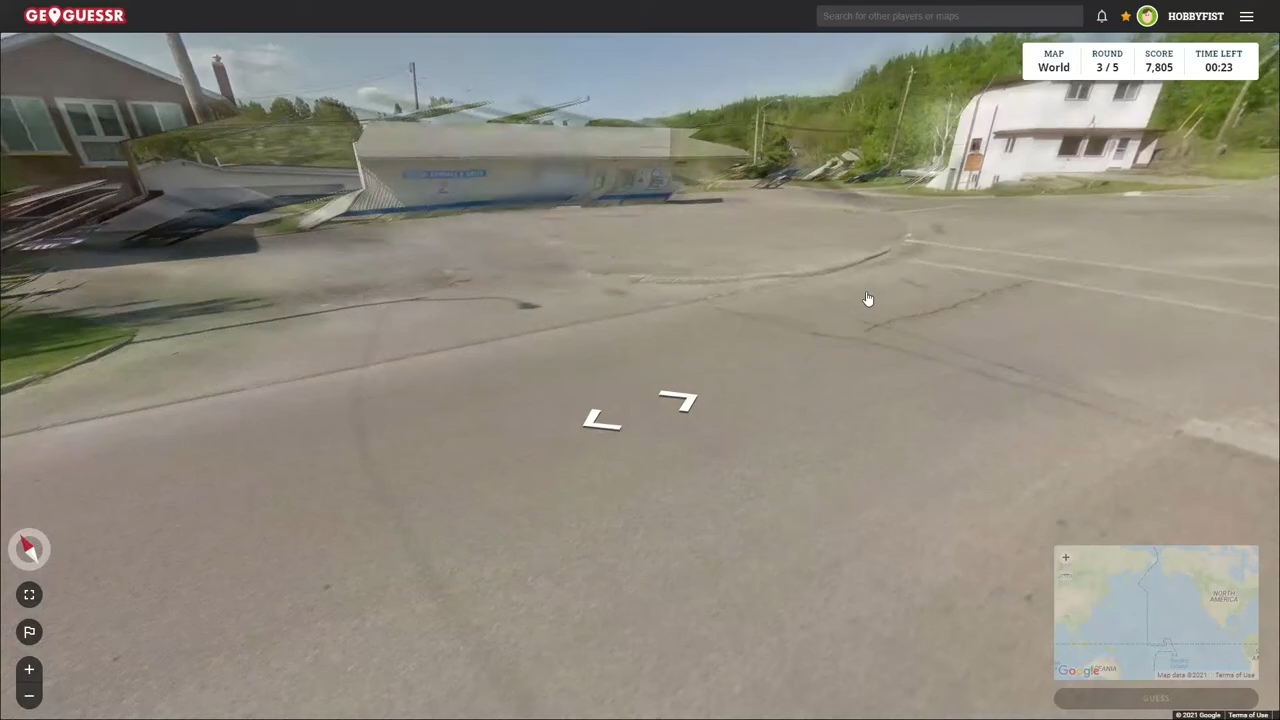 GEOGUESSR
Search for other players or maps
HOBBYFIST
MAP
World
ROUND
3 / 5
SCORE
7,805
TIME LEFT
00:23
NORTH
AMERICA
Google
Map data ©2021
Terms of Use
GUESS
© 2021 Google
Terms of Use